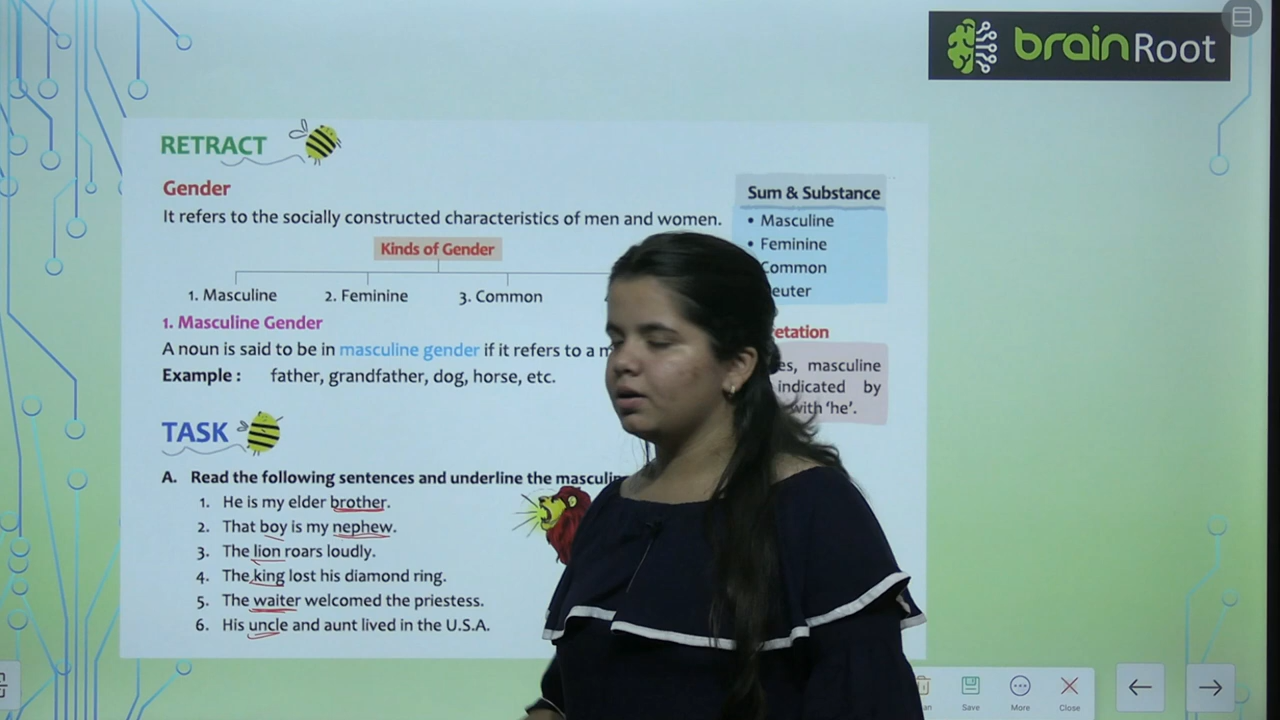 brainRoot
RETRACT
Gender
It refers to the socially constructed characteristics of men and women.
Kinds of Gender
1. Masculine 2. Feminine 3. Common
1. Masculine Gender
A noun is said to be in masculine gender if it refers to a
Example : father, grandfather, dog, horse, etc.
Sum & Substance
• Masculine
• Feminine
Common
masculine
indicated by
with 'he'.
TASK
A. Read the following sentences and underline the
1. He is my elder brother.
2. That boy is my nephew.
3. The lion roars loudly.
4. The king lost his diamond ring.
5. The waiter welcomed the priestess.
6. His uncle and aunt lived in the U.S.A.
Save More Close